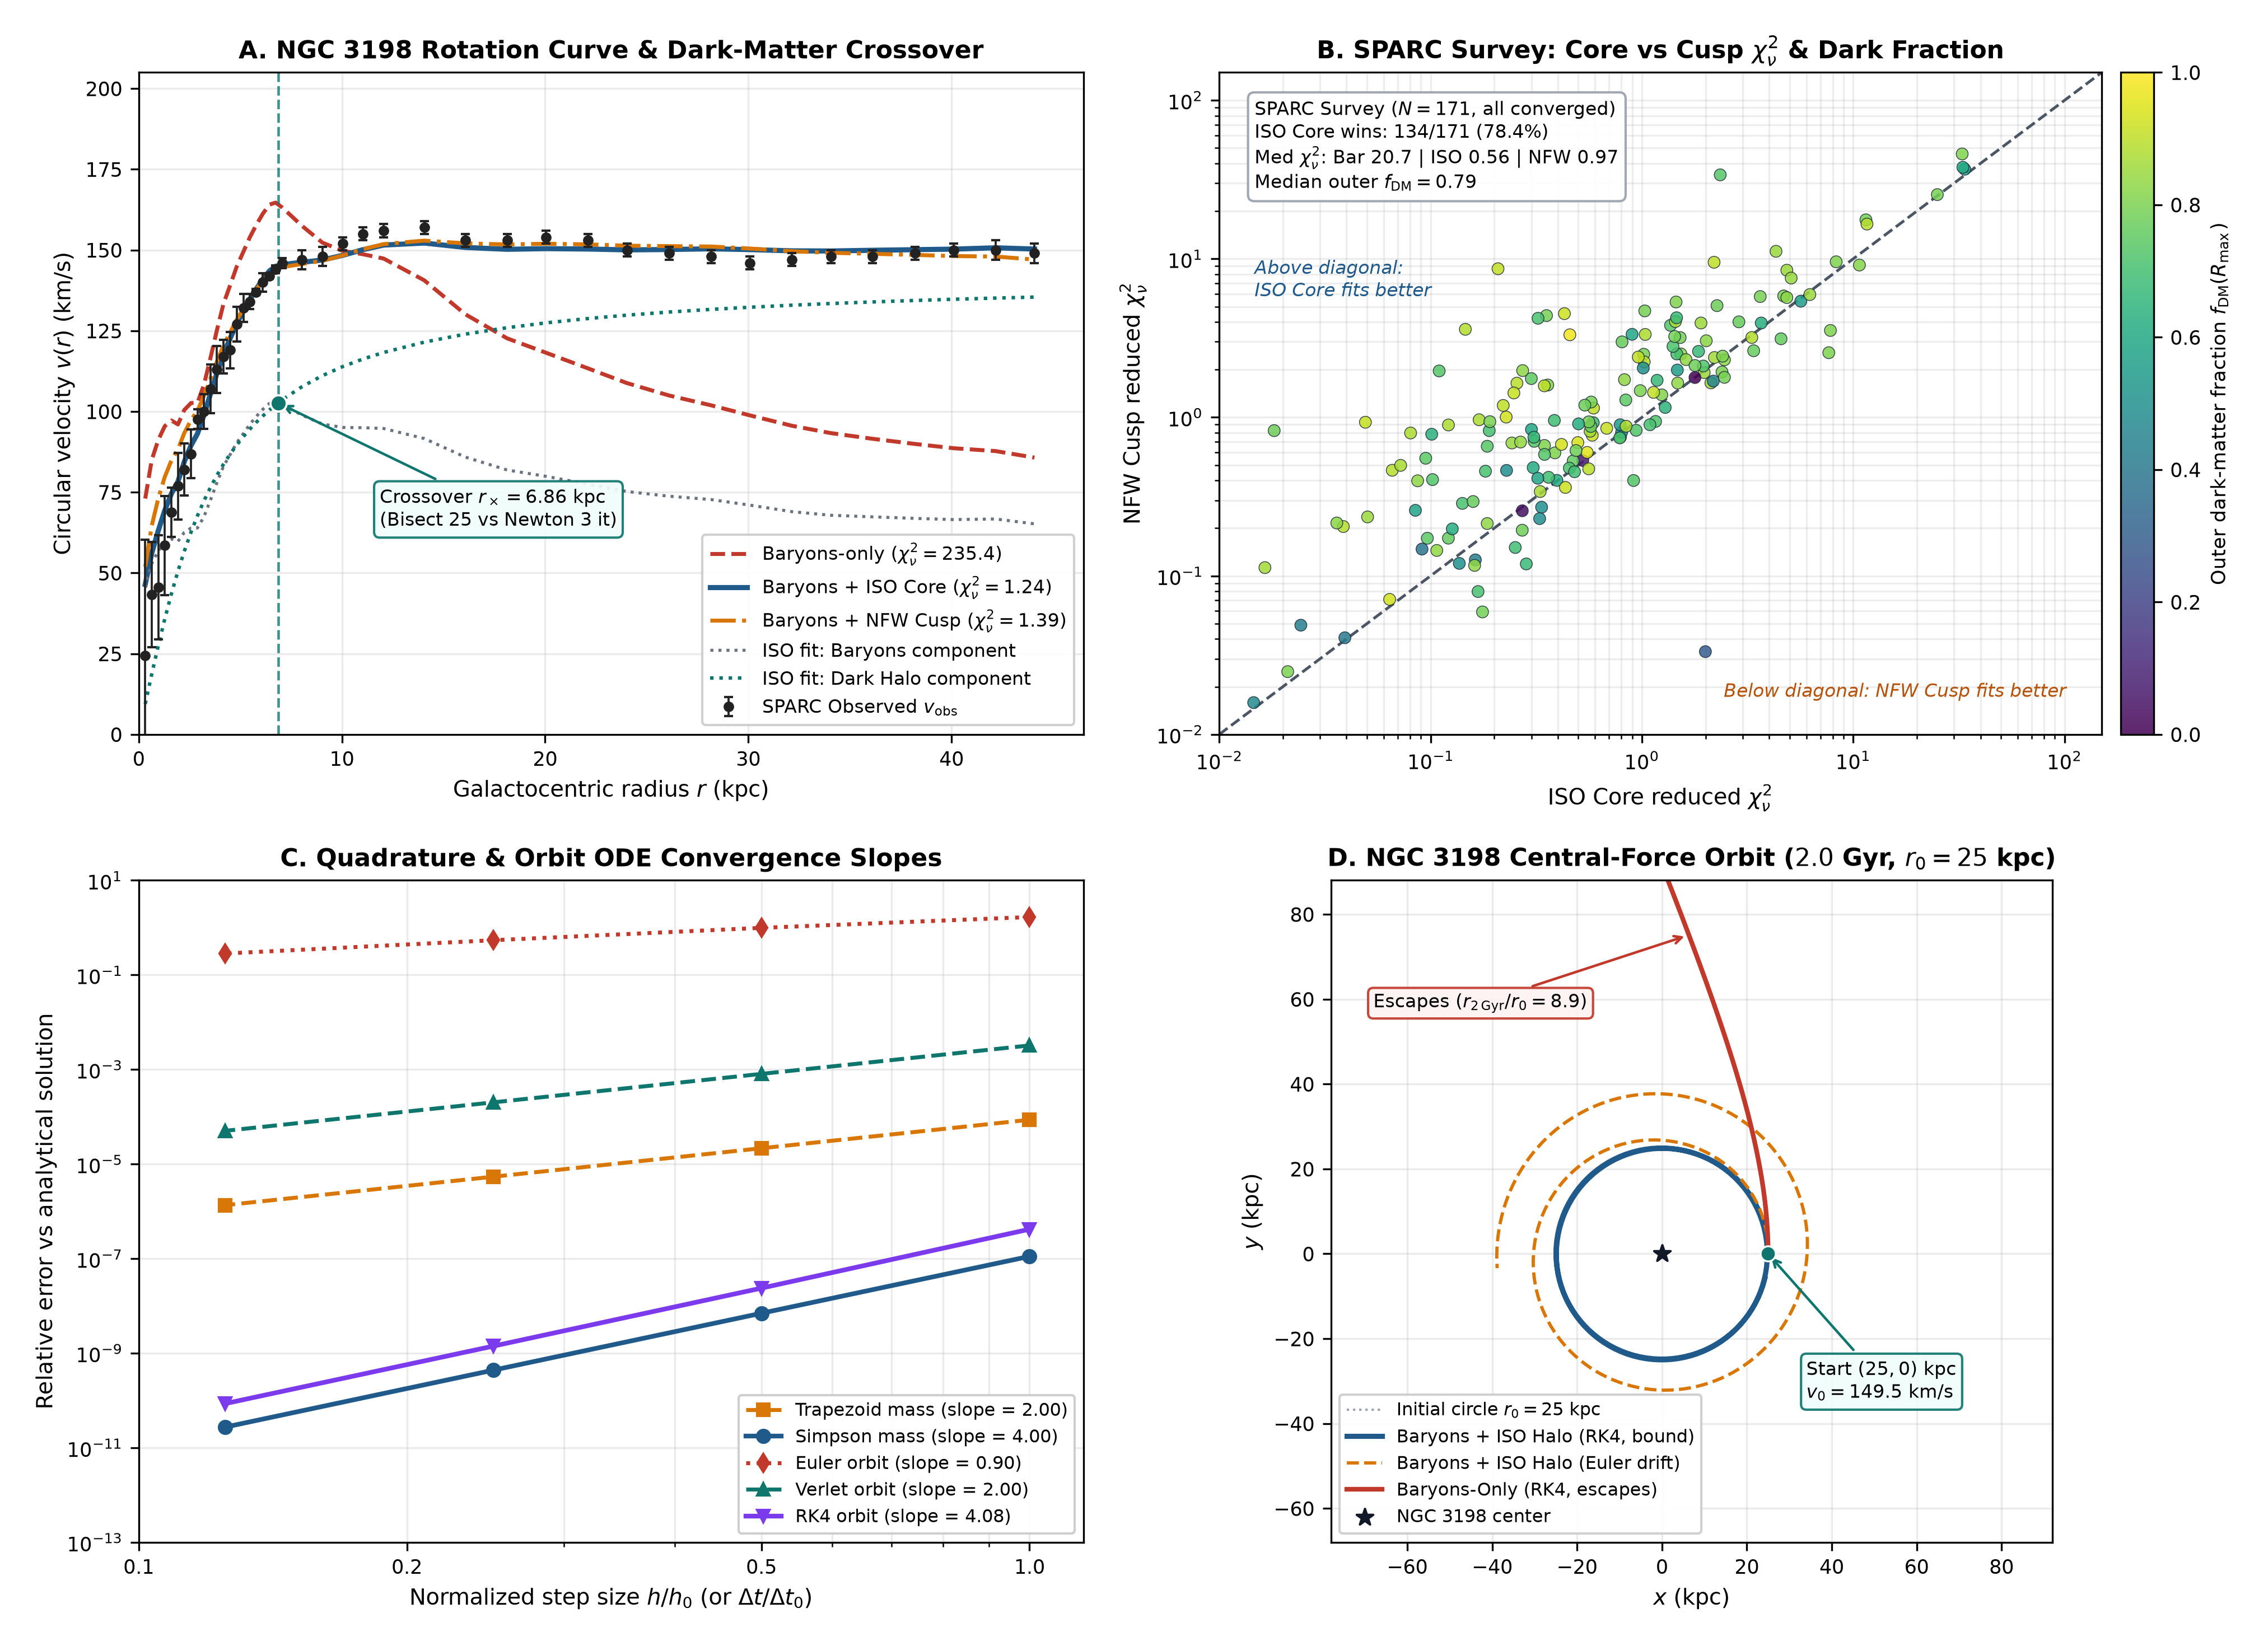 A. NGC 3198 Rotation Curve & Dark-Matter Crossover
200
175
150
125
100
75
50
25
0
Circular velocity v(r) (km/s)
0
10
20
30
40
Galactocentric radius r (kpc)
Crossover r× = 6.86 kpc
(Bisect 25 vs Newton 3 it)
Baryons-only (χ²ν = 235.4)
Baryons + ISO Core (χ²ν = 1.24)
Baryons + NFW Cusp (χ²ν = 1.39)
ISO fit: Baryons component
ISO fit: Dark Halo component
SPARC Observed vobs
B. SPARC Survey: Core vs Cusp χ²ν & Dark Fraction
10²
10¹
10⁰
10⁻¹
10⁻²
NFW Cusp reduced χ²ν
SPARC Survey (N = 171, all converged)
ISO Core wins: 134/171 (78.4%)
Med χ²ν: Bar 20.7 | ISO 0.56 | NFW 0.97
Median outer fDM = 0.79
Above diagonal:
ISO Core fits better
Below diagonal: NFW Cusp fits better
10⁻²
10⁻¹
10⁰
10¹
10²
ISO Core reduced χ²ν
1.0
0.8
0.6
0.4
0.2
0.0
Outer dark-matter fraction fDM(Rmax)
C. Quadrature & Orbit ODE Convergence Slopes
10¹
10⁻¹
10⁻³
10⁻⁵
10⁻⁷
10⁻⁹
10⁻¹¹
10⁻¹³
Relative error vs analytical solution
0.1
0.2
0.5
1.0
Normalized step size h/h₀ (or Δt/Δt₀)
Trapezoid mass (slope = 2.00)
Simpson mass (slope = 4.00)
Euler orbit (slope = 0.90)
Verlet orbit (slope = 2.00)
RK4 orbit (slope = 4.08)
D. NGC 3198 Central-Force Orbit (2.0 Gyr, r₀ = 25 kpc)
80
60
40
20
0
−20
−40
−60
y (kpc)
Escapes (r2 Gyr/r₀ = 8.9)
Start (25, 0) kpc
v₀ = 149.5 km/s
Initial circle r₀ = 25 kpc
Baryons + ISO Halo (RK4, bound)
Baryons + ISO Halo (Euler drift)
Baryons-Only (RK4, escapes)
NGC 3198 center
−60
−40
−20
0
20
40
60
80
x (kpc)